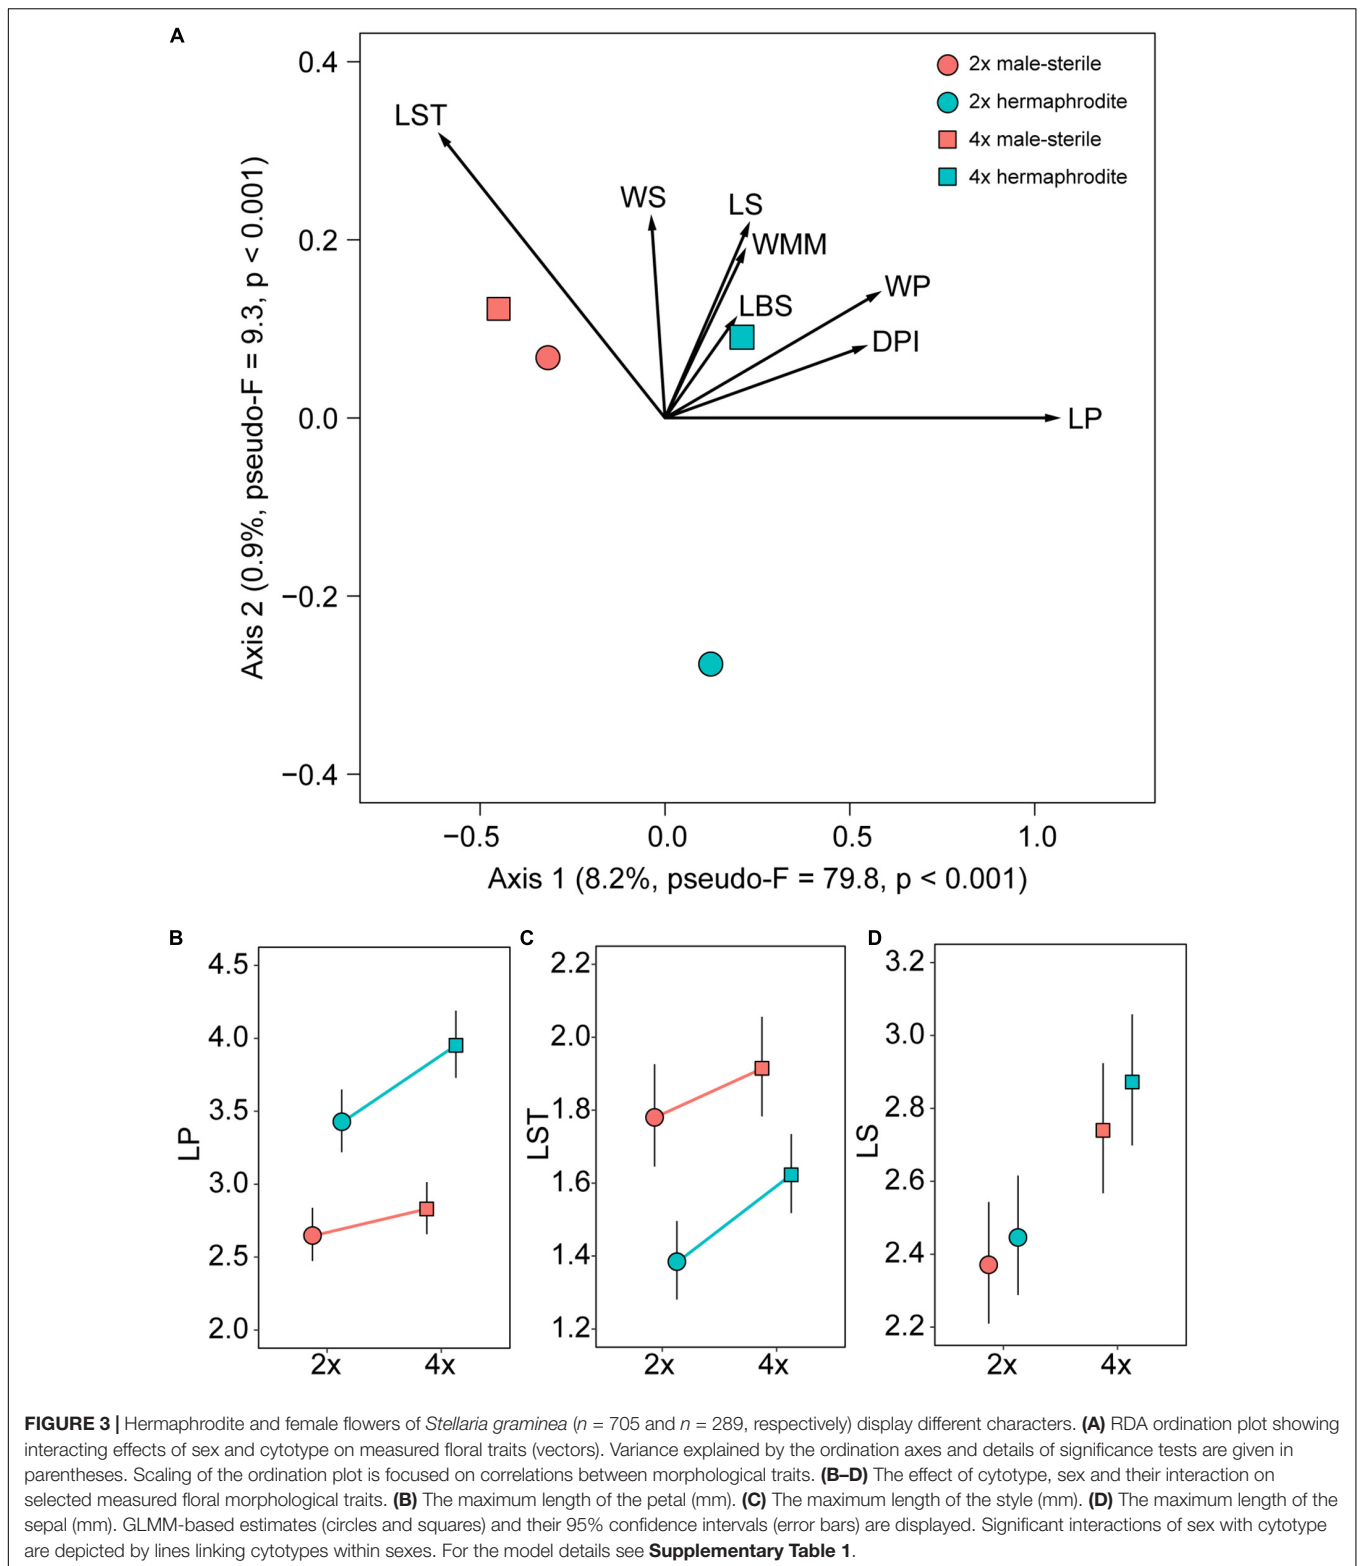 A
0.4
0.2
0.0
−0.2
−0.4
Axis 2 (0.9%, pseudo-F = 9.3, p < 0.001)
2x male-sterile
2x hermaphrodite
4x male-sterile
4x hermaphrodite
LST
WS
LS
WMM
LBS
WP
DPI
LP
−0.5
0.0
0.5
1.0
Axis 1 (8.2%, pseudo-F = 79.8, p < 0.001)
B
4.5
4.0
3.5
3.0
2.5
2.0
LP
2x
4x
C
2.2
2.0
1.8
1.6
1.4
1.2
LST
2x
4x
D
3.2
3.0
2.8
2.6
2.4
2.2
LS
2x
4x
FIGURE 3 | Hermaphrodite and female flowers of Stellaria graminea (n = 705 and n = 289, respectively) display different characters. (A) RDA ordination plot showing
interacting effects of sex and cytotype on measured floral traits (vectors). Variance explained by the ordination axes and details of significance tests are given in
parentheses. Scaling of the ordination plot is focused on correlations between morphological traits. (B–D) The effect of cytotype, sex and their interaction on
selected measured floral morphological traits. (B) The maximum length of the petal (mm). (C) The maximum length of the style (mm). (D) The maximum length of the
sepal (mm). GLMM-based estimates (circles and squares) and their 95% confidence intervals (error bars) are displayed. Significant interactions of sex with cytotype
are depicted by lines linking cytotypes within sexes. For the model details see Supplementary Table 1.